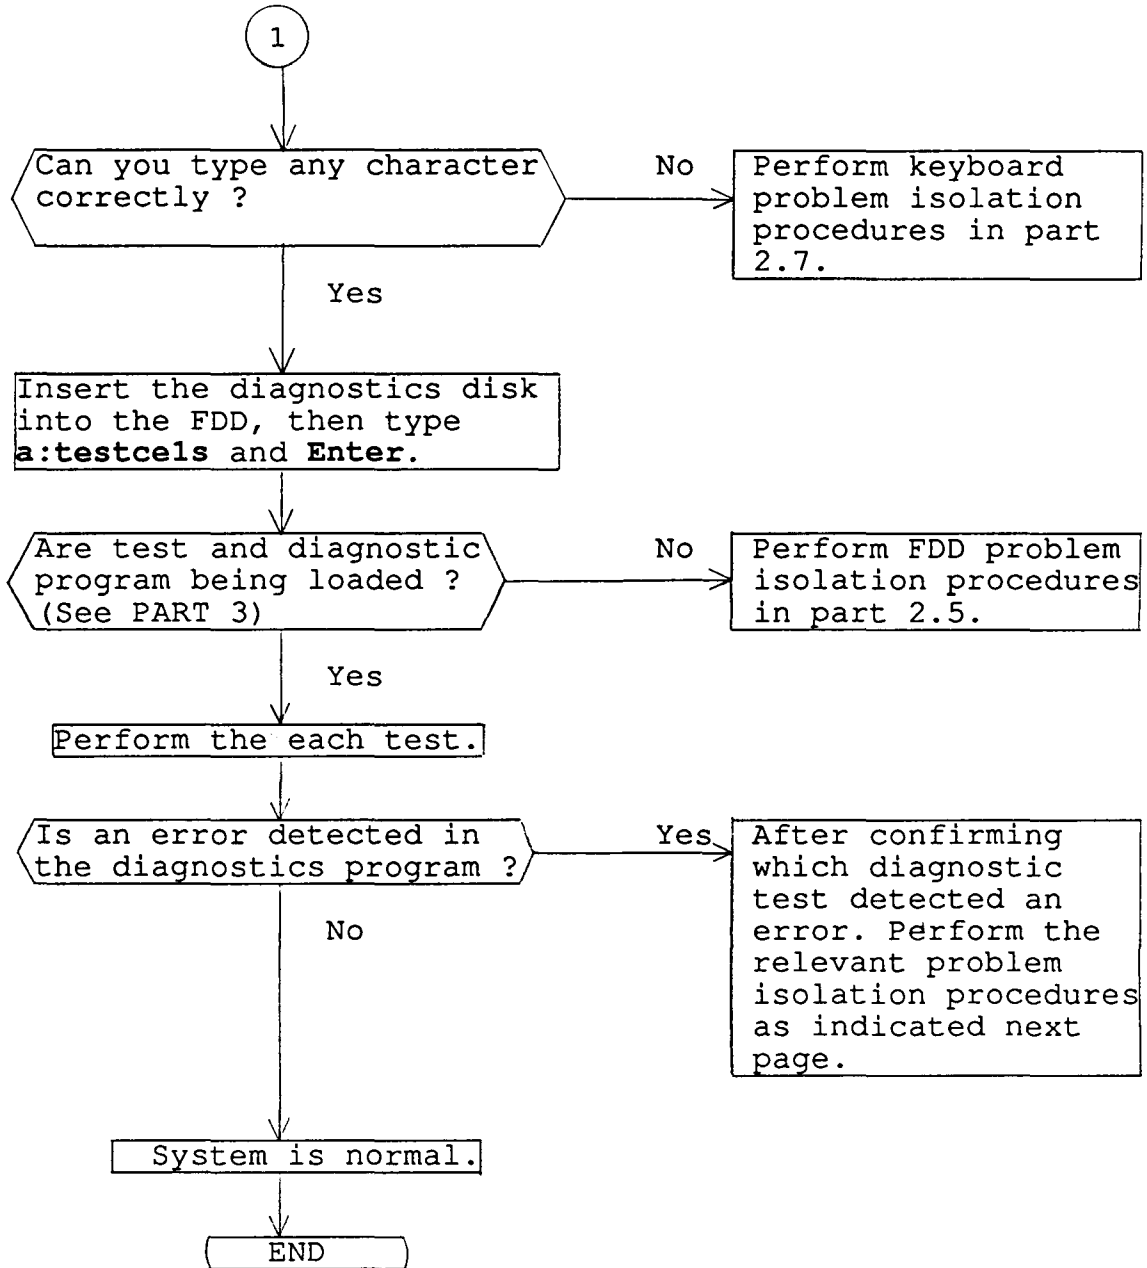 1
Can you type any character
correctly ?
No
Perform keyboard
problem isolation
procedures in part
2.7.
Yes
Insert the diagnostics disk
into the FDD, then type
a:testce1s and Enter.
Are test and diagnostic
program being loaded ?
(See PART 3)
No
Perform FDD problem
isolation procedures
in part 2.5.
Yes
Perform the each test.
Is an error detected in
the diagnostics program ?
Yes
After confirming
which diagnostic
test detected an
error. Perform the
relevant problem
isolation procedures
as indicated next
page.
No
System is normal.
END